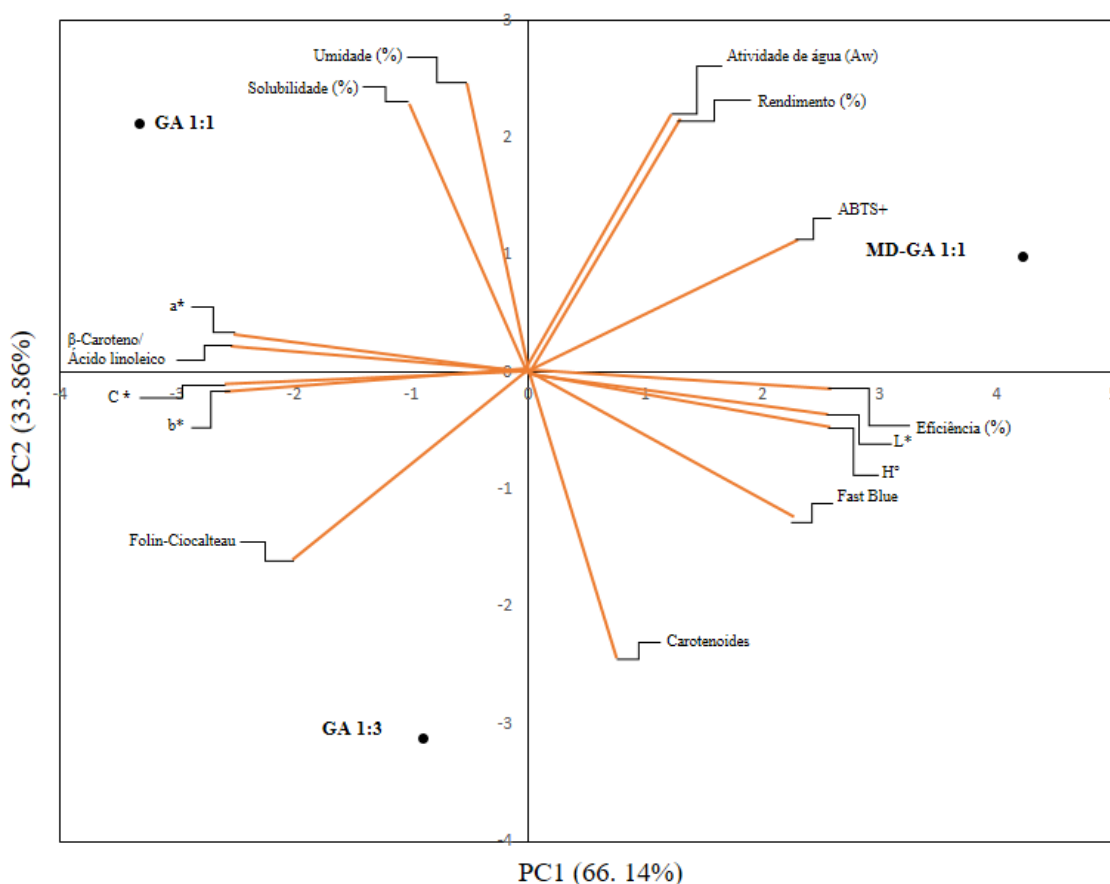 3
Umidade (%)
Atividade de água (Aw)
Solubilidade (%)
Rendimento (%)
GA 1:1
2
ABTS+
MD-GA 1:1
1
a*
β-Caroteno/
Ácido linoleico
-4 -3 -2 -1 0 1 2 3 4
C *
b*
Eficiência (%)
L*
H°
-1
Fast Blue
Folin-Ciocalteau
-2
Carotenoides
GA 1:3
-3
-4
PC2 (33.86%)
PC1 (66. 14%)